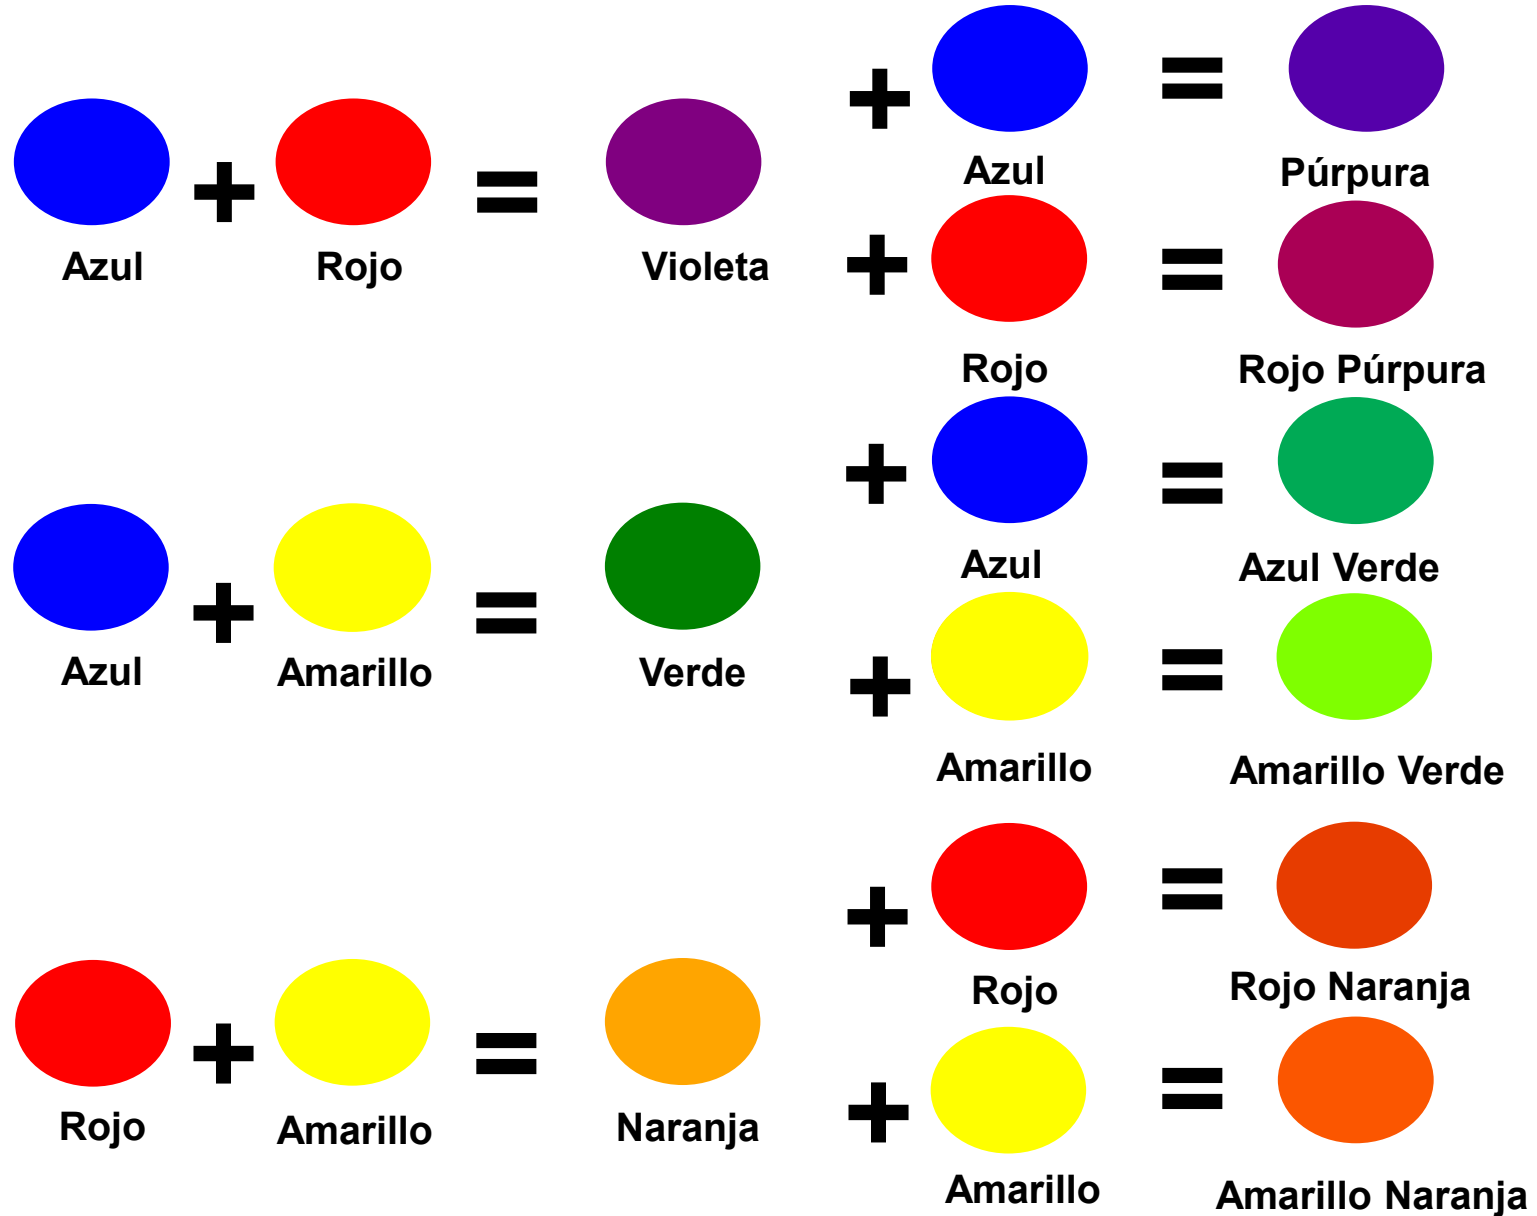 Azul
Púrpura
Azul
Rojo
Violeta
Rojo
Rojo Púrpura
Azul
Azul Verde
Azul
Amarillo
Verde
Amarillo
Amarillo Verde
Rojo
Rojo Naranja
Rojo
Amarillo
Naranja
Amarillo
Amarillo Naranja